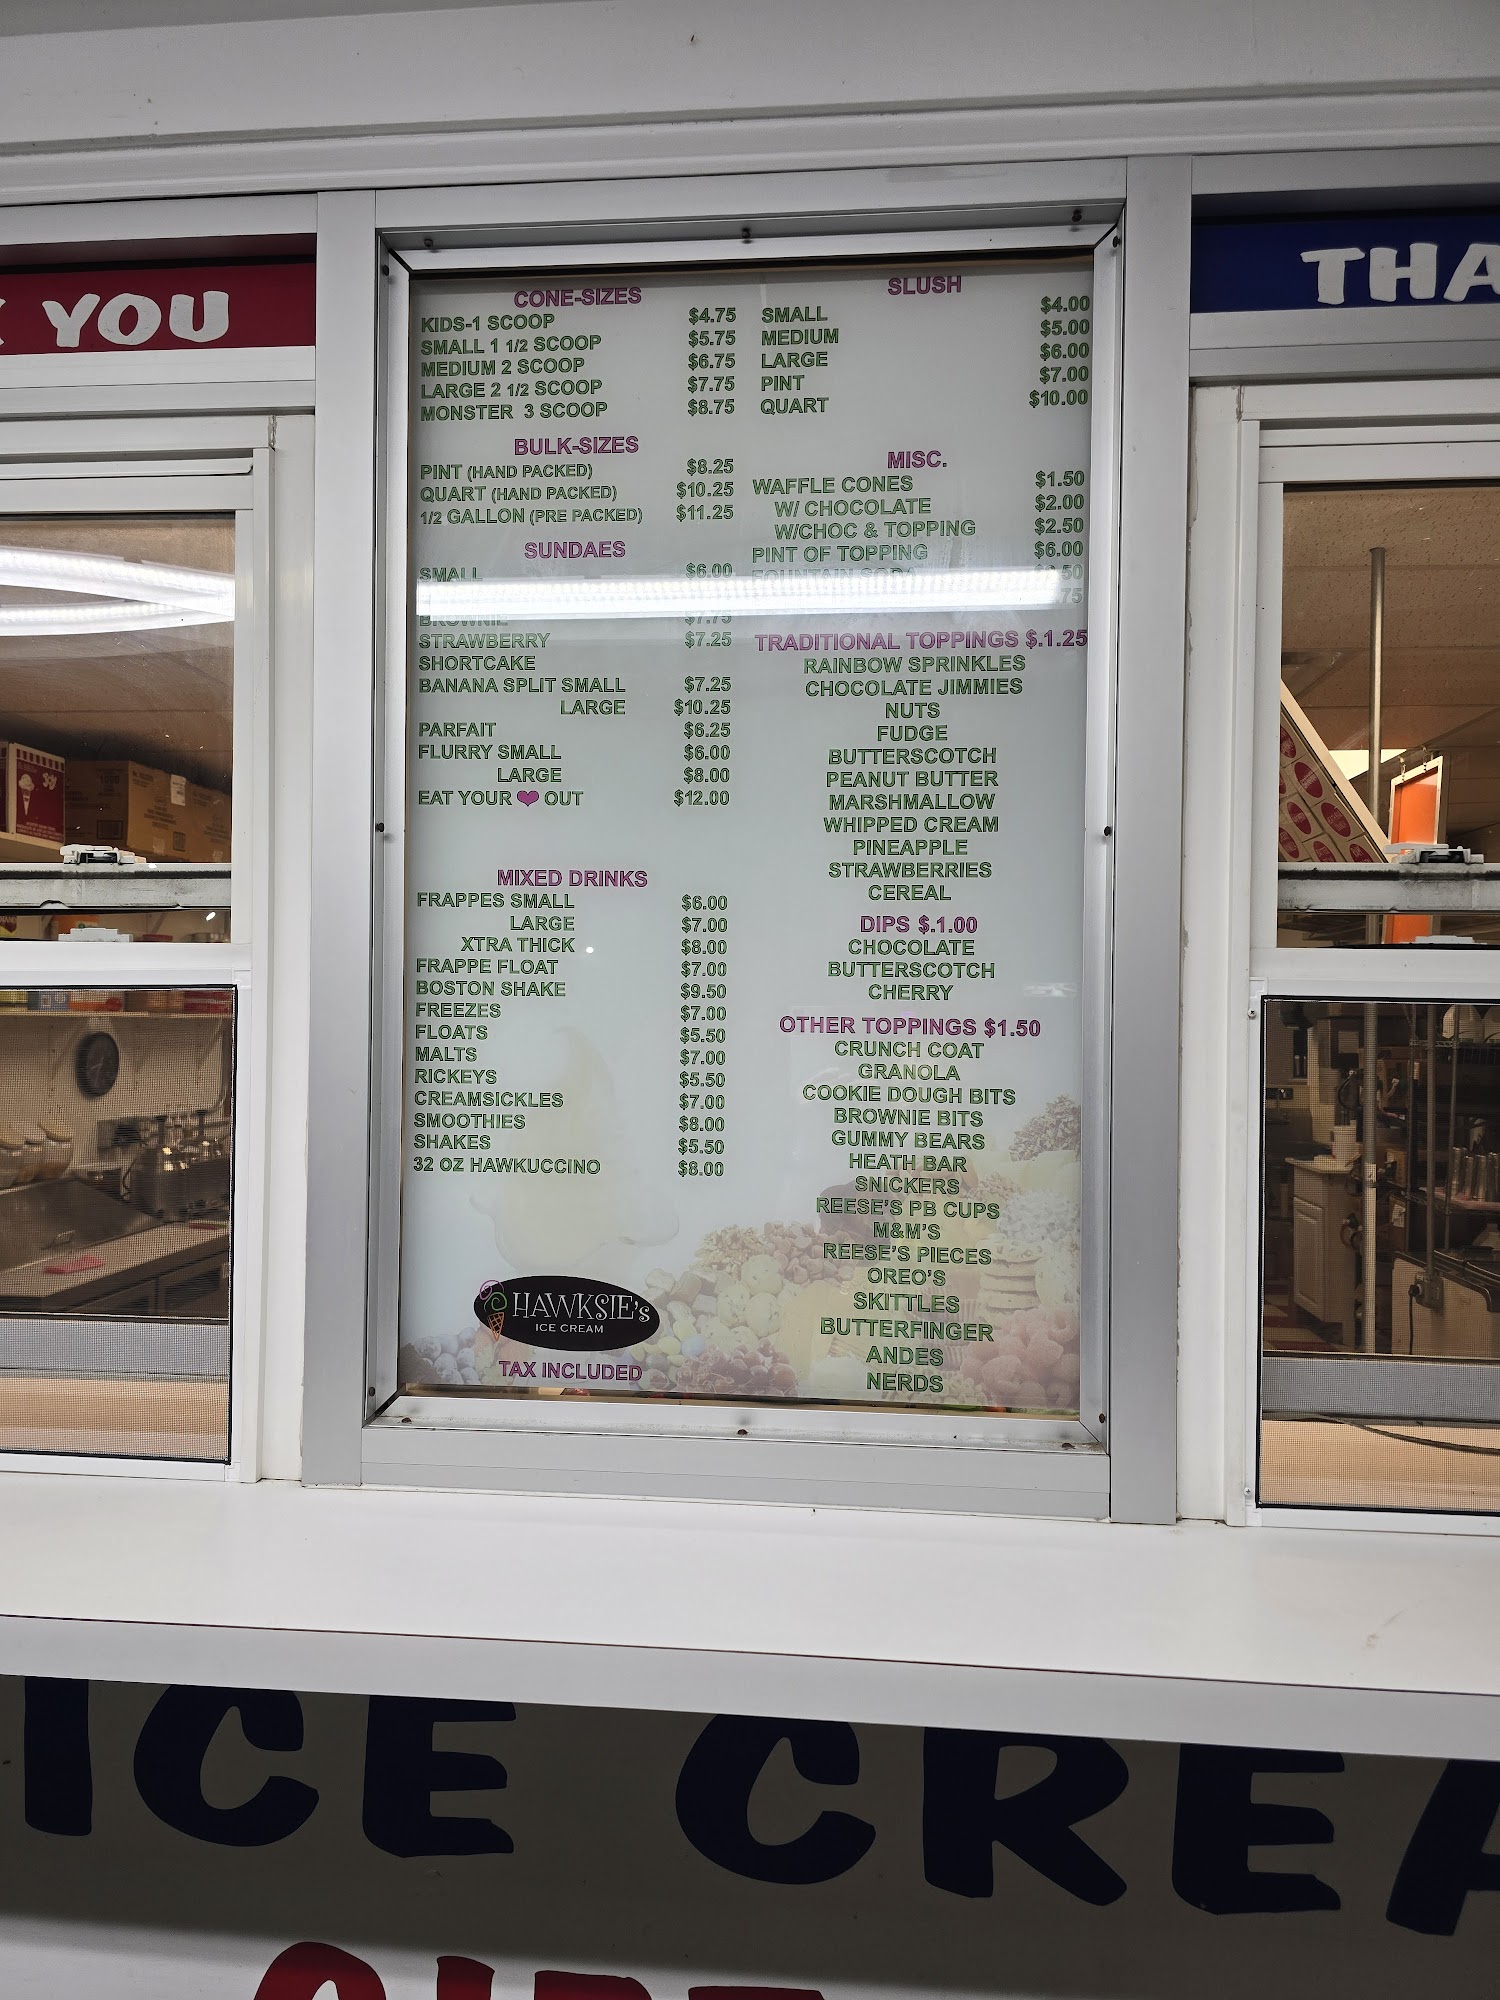 YOU
THA
CONE-SIZES
KIDS-1 SCOOP $4.75
SMALL 1 1/2 SCOOP $5.75
MEDIUM 2 SCOOP $6.75
LARGE 2 1/2 SCOOP $7.75
MONSTER 3 SCOOP $8.75
BULK-SIZES
PINT (HAND PACKED) $8.25
QUART (HAND PACKED) $10.25
1/2 GALLON (PRE PACKED) $11.25
SUNDAES
SMALL $6.00
BROWNIE $7.75
STRAWBERRY $7.25
SHORTCAKE
BANANA SPLIT SMALL $7.25
LARGE $10.25
PARFAIT $6.25
FLURRY SMALL $6.00
LARGE $8.00
EAT YOUR ❤ OUT $12.00
MIXED DRINKS
FRAPPES SMALL $6.00
LARGE $7.00
XTRA THICK $8.00
FRAPPE FLOAT $7.00
BOSTON SHAKE $9.50
FREEZES $7.00
FLOATS $5.50
MALTS $7.00
RICKEYS $5.50
CREAMSICKLES $7.00
SMOOTHIES $8.00
SHAKES $5.50
32 OZ HAWKUCCINO $8.00
HAWKSIE's
ICE CREAM
TAX INCLUDED
SLUSH
SMALL $4.00
MEDIUM $5.00
LARGE $6.00
PINT $7.00
QUART $10.00
MISC.
WAFFLE CONES $1.50
W/ CHOCOLATE $2.00
W/CHOC & TOPPING $2.50
PINT OF TOPPING $6.00
FOUNTAIN SODA
TRADITIONAL TOPPINGS $.1.25
RAINBOW SPRINKLES
CHOCOLATE JIMMIES
NUTS
FUDGE
BUTTERSCOTCH
PEANUT BUTTER
MARSHMALLOW
WHIPPED CREAM
PINEAPPLE
STRAWBERRIES
CEREAL
DIPS $.1.00
CHOCOLATE
BUTTERSCOTCH
CHERRY
OTHER TOPPINGS $1.50
CRUNCH COAT
GRANOLA
COOKIE DOUGH BITS
BROWNIE BITS
GUMMY BEARS
HEATH BAR
SNICKERS
REESE'S PB CUPS
M&M'S
REESE'S PIECES
OREO'S
SKITTLES
BUTTERFINGER
ANDES
NERDS
ICE CREA